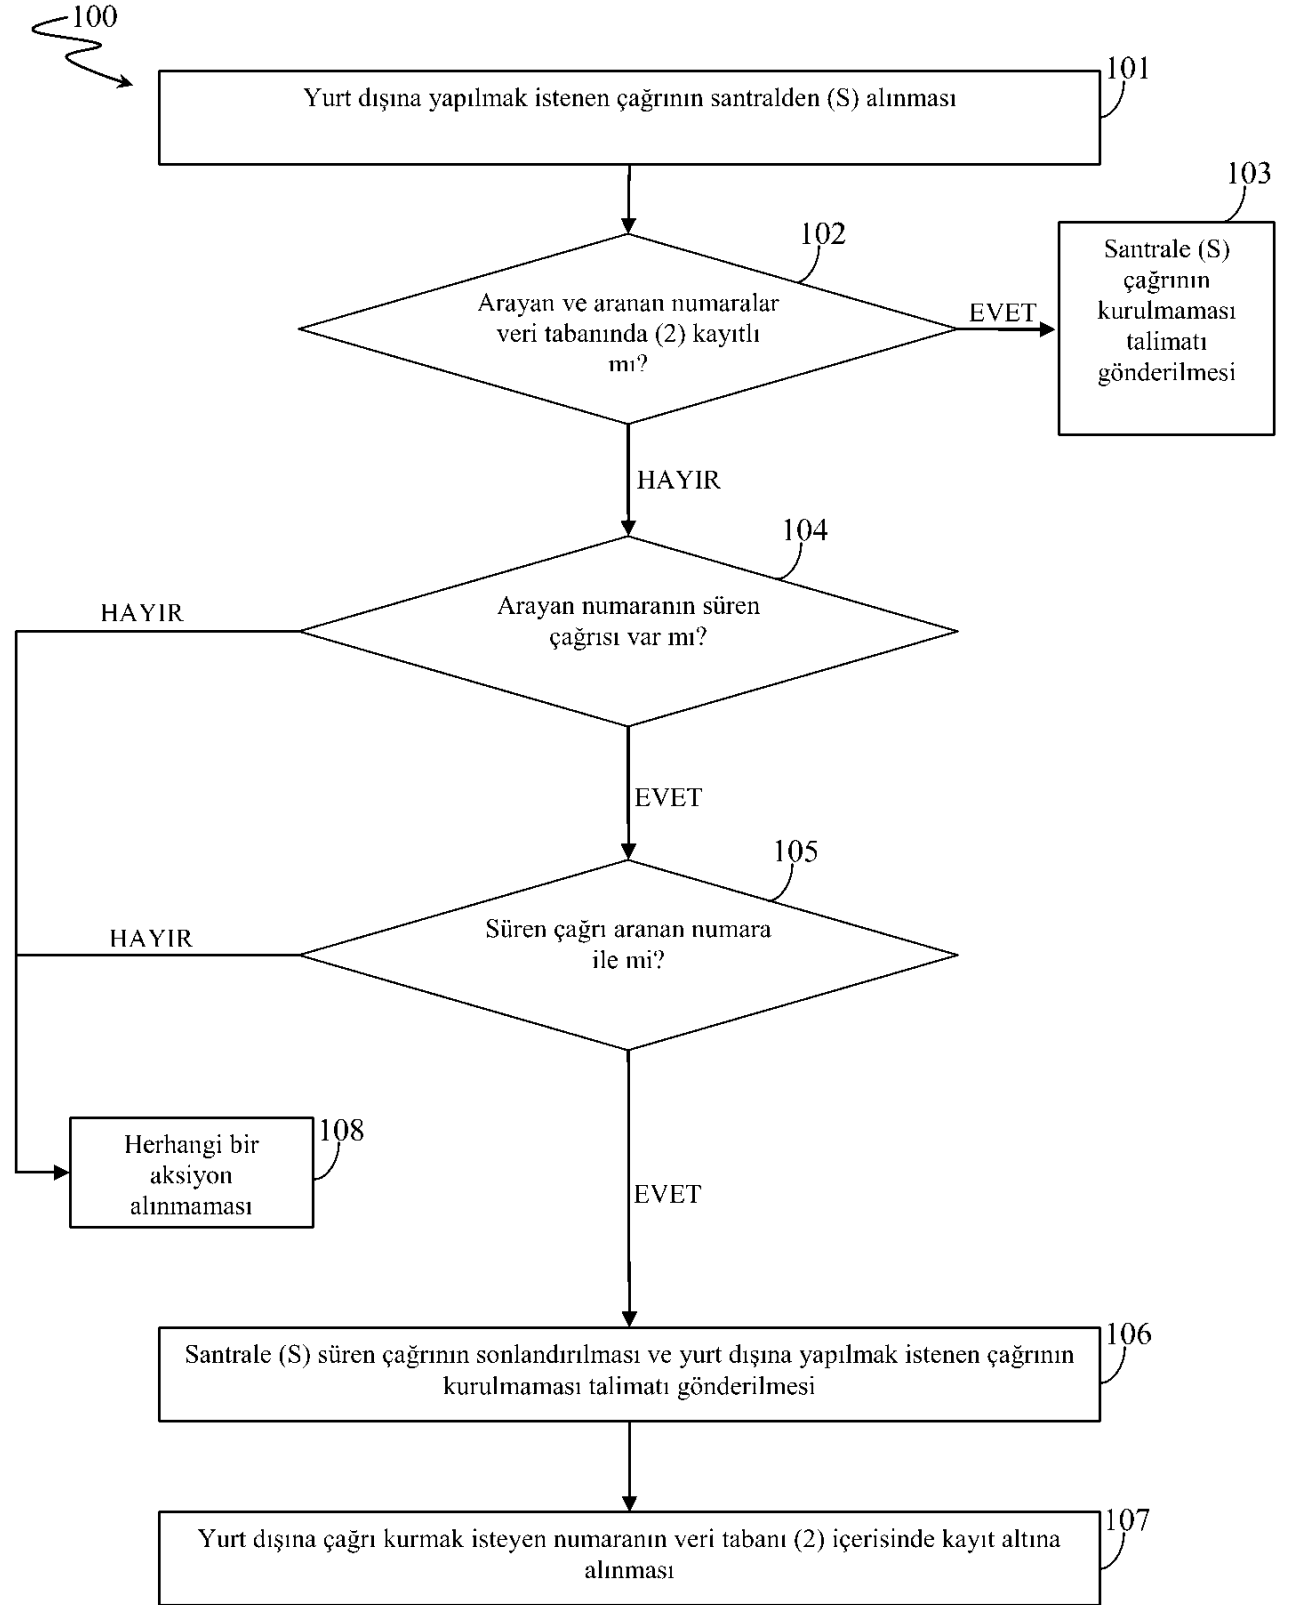 100
101
Yurt dışına yapılmak istenen çağrının santralden (S) alınması
102
Arayan ve aranan numaralar
veri tabanında (2) kayıtlı
mı?
EVET
103
Santrale (S)
çağrının
kurulmaması
talimatı
gönderilmesi
HAYIR
104
Arayan numaranın süren
çağrısı var mı?
HAYIR
EVET
105
Süren çağrı aranan numara
ile mi?
HAYIR
108
Herhangi bir
aksiyon
alınmaması
EVET
106
Santrale (S) süren çağrının sonlandırılması ve yurt dışına yapılmak istenen çağrının
kurulmaması talimatı gönderilmesi
107
Yurt dışına çağrı kurmak isteyen numaranın veri tabanı (2) içerisinde kayıt altına
alınması